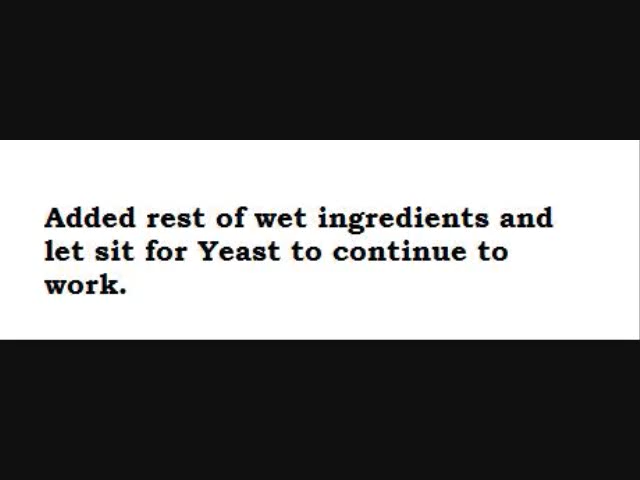 Added rest of wet ingredients and
let sit for Yeast to continue to
work.